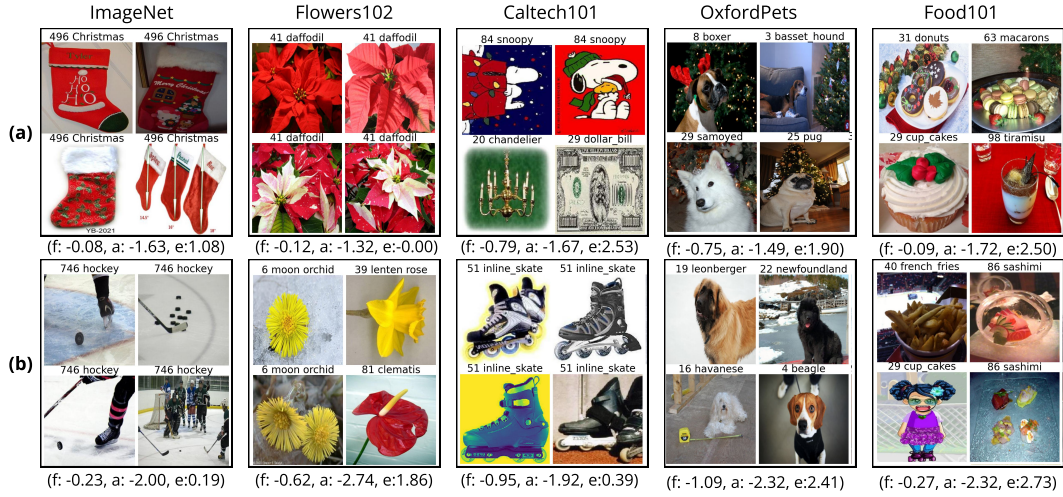 ImageNet Flowers102 Caltech101 OxfordPets Food101
496 Christmas 496 Christmas 41 daffodil 41 daffodil 84 snoopy 84 snoopy 8 boxer 3 basset_hound 31 donuts 63 macarons
HO
HO
HO
Merry Christmas
(a)
496 Christmas 496 Christmas 41 daffodil 41 daffodil 20 chandelier 29 dollar_bill 29 samoyed 25 pug 29 cup_cakes 98 tiramisu
YB-2021
(f: -0.08, a: -1.63, e:1.08) (f: -0.12, a: -1.32, e:-0.00) (f: -0.79, a: -1.67, e:2.53) (f: -0.75, a: -1.49, e:1.90) (f: -0.09, a: -1.72, e:2.50)
746 hockey 746 hockey 6 moon orchid 39 lenten rose 51 inline_skate 51 inline_skate 19 leonberger 22 newfoundland 40 french_fries 86 sashimi
(b)
746 hockey 746 hockey 6 moon orchid 81 clematis 51 inline_skate 51 inline_skate 16 havanese 4 beagle 29 cup_cakes 86 sashimi
(f: -0.23, a: -2.00, e:0.19) (f: -0.62, a: -2.74, e:1.86) (f: -0.95, a: -1.92, e:0.39) (f: -1.09, a: -2.32, e:2.41) (f: -0.27, a: -2.32, e:2.73)